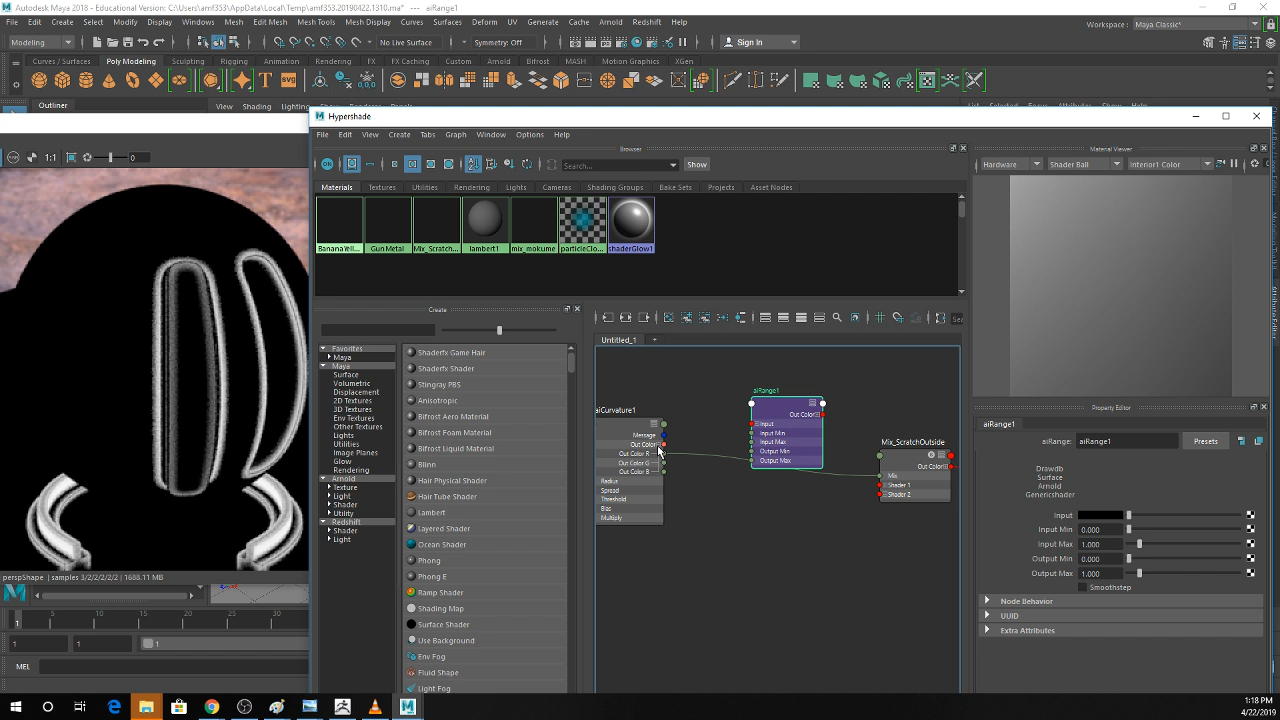 Autodesk Maya 2018 - Educational Version: C:\Users\amf353\AppData\Local\Temp\amf353.20190422.1310.ma* --- aiRange1
File Edit Create Select Modify Display Windows Mesh Edit Mesh Mesh Tools Mesh Display Curves Surfaces Deform UV Generate Cache Arnold Redshift Help
Workspace : Maya Classic*
Modeling No Live Surface Symmetry: Off Sign In
Curves / Surfaces Poly Modeling Sculpting Rigging Animation Rendering FX FX Caching Custom Arnold Bifrost MASH Motion Graphics XGen
Outliner View Shading Lighting
Hypershade
File Edit View Create Tabs Graph Window Options Help
Browser
Material Viewer
1:1 0
ON Search... Show
Hardware Shader Ball Interior1 Color
Materials Textures Utilities Rendering Lights Cameras Shading Groups Bake Sets Projects Asset Nodes
BananaYell... GunMetal Mix_Scratch... lambert1 mix_mokume particleClo... shaderGlow1
Create
Untitled_1 +
Favorites
Maya
Maya
Surface
Volumetric
Displacement
2D Textures
3D Textures
Env Textures
Other Textures
Lights
Utilities
Image Planes
Glow
Rendering
Arnold
Texture
Light
Shader
Utility
Redshift
Shader
Light
Shaderfx Game Hair
Shaderfx Shader
Stingray PBS
Anisotropic
Bifrost Aero Material
Bifrost Foam Material
Bifrost Liquid Material
Blinn
Hair Physical Shader
Hair Tube Shader
Lambert
Layered Shader
Ocean Shader
Phong
Phong E
Ramp Shader
Shading Map
Surface Shader
Use Background
Env Fog
Fluid Shape
Light Fog
aiCurvature1
Message
Out Color
Out Color R
Out Color G
Out Color B
Radius
Spread
Threshold
Bias
Multiply
aiRange1
Out Color
Input
Input Min
Input Max
Output Min
Output Max
Mix_ScratchOutside
Out Color
Mix
Shader 1
Shader 2
Property Editor
aiRange1
aiRange: aiRange1 Presets
Drawdb
Surface
Arnold
Genericshader
Input
Input Min 0.000
Input Max 1.000
Output Min 0.000
Output Max 1.000
Smoothstep
Node Behavior
UUID
Extra Attributes
perspShape | samples 3/2/2/2/2/2 | 1688.11 MB
1 5 10 15 20 25 30
1 1 1
MEL
1:18 PM
4/22/2019